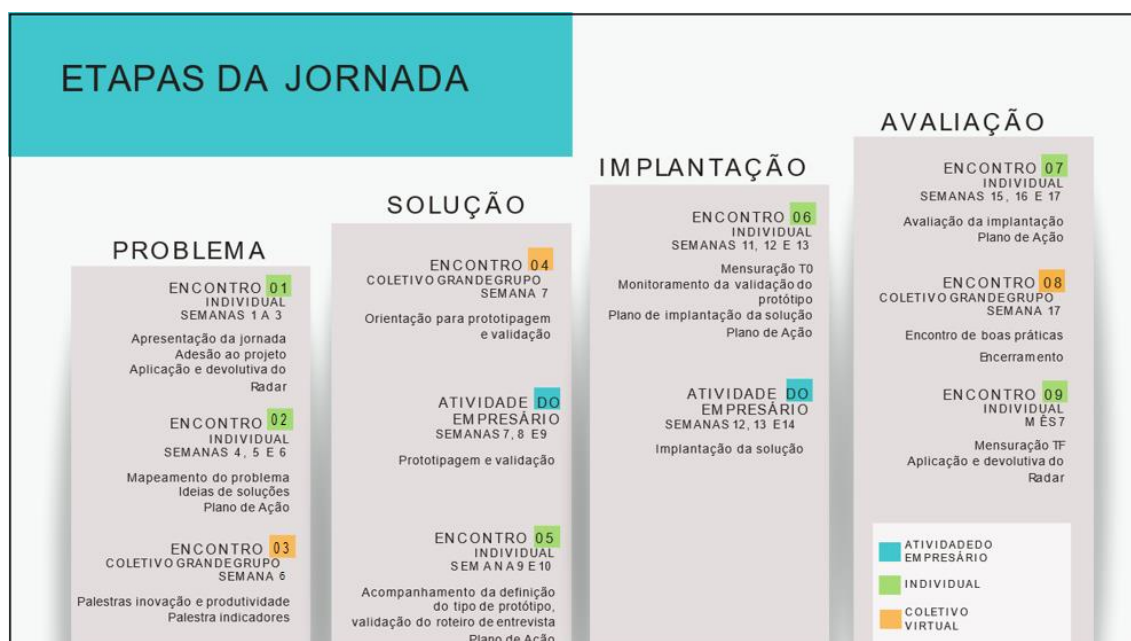 ETAPAS DA JORNADA
PROBLEMA
ENCONTRO 01
INDIVIDUAL
SEMANAS 1 A 3
Apresentação da jornada
Adesão ao projeto
Aplicação e devolutiva do
Radar
ENCONTRO 02
INDIVIDUAL
SEMANAS 4, 5 E 6
Mapeamento do problema
Ideias de soluções
Plano de Ação
ENCONTRO 03
COLETIVO GRANDE GRUPO
SEMANA 6
Palestras inovação e produtividade
Palestra indicadores
SOLUÇÃO
ENCONTRO 04
COLETIVO GRANDE GRUPO
SEMANA 7
Orientação para prototipagem
e validação
ATIVIDADE DO
EMPRESÁRIO
SEMANAS 7, 8 E9
Prototipagem e validação
ENCONTRO 05
INDIVIDUAL
SEMANA 9 E 10
Acompanhamento da definição
do tipo de protótipo,
validação do roteiro de entrevista
Plano de Ação
IMPLANTAÇÃO
ENCONTRO 06
INDIVIDUAL
SEMANAS 11, 12 E 13
Mensuração T0
Monitoramento da validação do
protótipo
Plano de implantação da solução
Plano de Ação
ATIVIDADE DO
EMPRESÁRIO
SEMANAS 12, 13 E14
Implantação da solução
AVALIAÇÃO
ENCONTRO 07
INDIVIDUAL
SEMANAS 15, 16 E 17
Avaliação da implantação
Plano de Ação
ENCONTRO 08
COLETIVO GRANDE GRUPO
SEMANA 17
Encontro de boas práticas
Encerramento
ENCONTRO 09
INDIVIDUAL
MÊS7
Mensuração TF
Aplicação e devolutiva do
Radar
ATIVIDADEDO
EMPRESÁRIO
INDIVIDUAL
COLETIVO
VIRTUAL